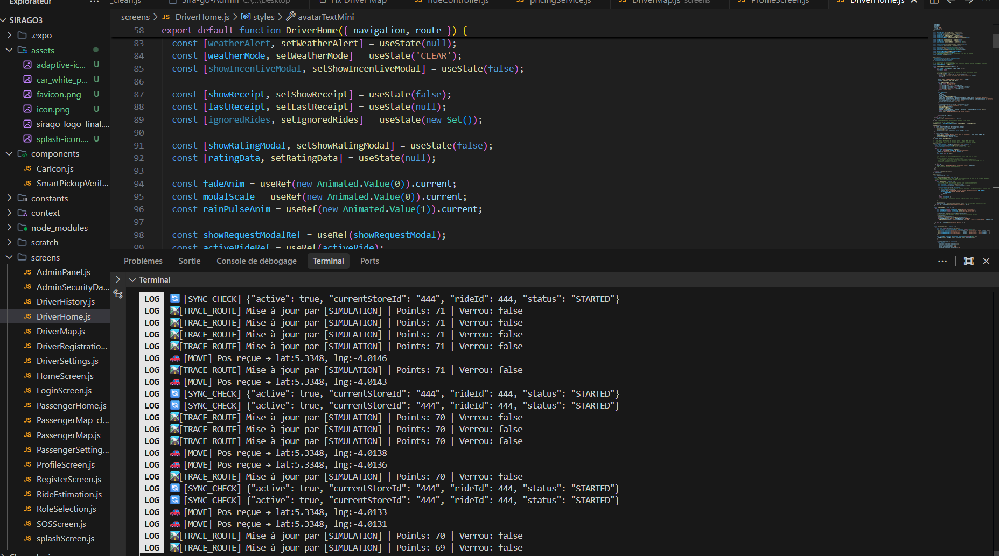 Explorateur
_clean.js
Sira-go-Admin C:\...\Desktop
Fix Driver Map
rideController.js
pricingService.js
DriverMap.js screens
ProfileScreen.js
DriverHome.js
SIRAGO3
.expo
assets
adaptive-ic... U
car_white_p... U
favicon.png U
icon.png U
sirago_logo_final....
splash-icon.... U
components
CarIcon.js
SmartPickupVerif...
constants
context
node_modules
scratch
screens
AdminPanel.js
AdminSecurityDa...
DriverHistory.js
DriverHome.js
DriverMap.js
DriverRegistratio...
DriverSettings.js
HomeScreen.js
LoginScreen.js
PassengerHome.js
PassengerMap_cl...
PassengerMap.js
PassengerSetting...
ProfileScreen.js
RegisterScreen.js
RideEstimation.js
RoleSelection.js
SOSScreen.js
splashScreen.js
screens > JS DriverHome.js > styles > avatarTextMini
58 export default function DriverHome({ navigation, route }) {
83 const [weatherAlert, setWeatherAlert] = useState(null);
84 const [weatherMode, setWeatherMode] = useState('CLEAR');
85 const [showIncentiveModal, setShowIncentiveModal] = useState(false);
86
87 const [showReceipt, setShowReceipt] = useState(false);
88 const [lastReceipt, setLastReceipt] = useState(null);
89 const [ignoredRides, setIgnoredRides] = useState(new Set());
90
91 const [showRatingModal, setShowRatingModal] = useState(false);
92 const [ratingData, setRatingData] = useState(null);
93
94 const fadeAnim = useRef(new Animated.Value(0)).current;
95 const modalScale = useRef(new Animated.Value(0)).current;
96 const rainPulseAnim = useRef(new Animated.Value(1)).current;
97
98 const showRequestModalRef = useRef(showRequestModal);
99 const activeRideRef = useRef(activeRide);
Problèmes Sortie Console de débogage Terminal Ports
Terminal
LOG 🔄 [SYNC_CHECK] {"active": true, "currentStoreId": "444", "rideId": 444, "status": "STARTED"}
LOG 🛣️[TRACE_ROUTE] Mise à jour par [SIMULATION] | Points: 71 | Verrou: false
LOG 🛣️[TRACE_ROUTE] Mise à jour par [SIMULATION] | Points: 71 | Verrou: false
LOG 🛣️[TRACE_ROUTE] Mise à jour par [SIMULATION] | Points: 71 | Verrou: false
LOG 🛣️[TRACE_ROUTE] Mise à jour par [SIMULATION] | Points: 71 | Verrou: false
LOG 🚗 [MOVE] Pos reçue → lat:5.3348, lng:-4.0146
LOG 🛣️[TRACE_ROUTE] Mise à jour par [SIMULATION] | Points: 71 | Verrou: false
LOG 🚗 [MOVE] Pos reçue → lat:5.3348, lng:-4.0143
LOG 🔄 [SYNC_CHECK] {"active": true, "currentStoreId": "444", "rideId": 444, "status": "STARTED"}
LOG 🔄 [SYNC_CHECK] {"active": true, "currentStoreId": "444", "rideId": 444, "status": "STARTED"}
LOG 🛣️[TRACE_ROUTE] Mise à jour par [SIMULATION] | Points: 70 | Verrou: false
LOG 🛣️[TRACE_ROUTE] Mise à jour par [SIMULATION] | Points: 70 | Verrou: false
LOG 🛣️[TRACE_ROUTE] Mise à jour par [SIMULATION] | Points: 70 | Verrou: false
LOG 🚗 [MOVE] Pos reçue → lat:5.3348, lng:-4.0138
LOG 🚗 [MOVE] Pos reçue → lat:5.3348, lng:-4.0136
LOG 🛣️[TRACE_ROUTE] Mise à jour par [SIMULATION] | Points: 70 | Verrou: false
LOG 🔄 [SYNC_CHECK] {"active": true, "currentStoreId": "444", "rideId": 444, "status": "STARTED"}
LOG 🔄 [SYNC_CHECK] {"active": true, "currentStoreId": "444", "rideId": 444, "status": "STARTED"}
LOG 🚗 [MOVE] Pos reçue → lat:5.3348, lng:-4.0133
LOG 🚗 [MOVE] Pos reçue → lat:5.3348, lng:-4.0131
LOG 🛣️[TRACE_ROUTE] Mise à jour par [SIMULATION] | Points: 70 | Verrou: false
LOG 🛣️[TRACE_ROUTE] Mise à jour par [SIMULATION] | Points: 69 | Verrou: false